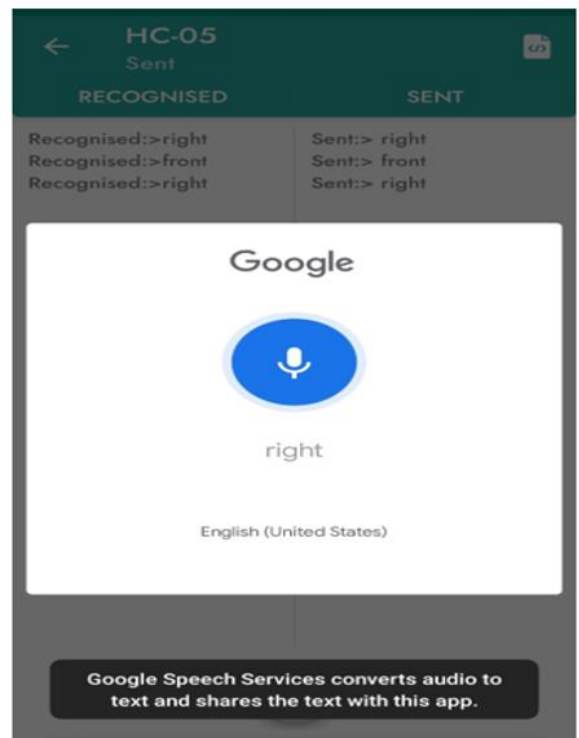 HC-05
Sent
RECOGNISED SENT
Recognised:>right Sent:> right
Recognised:>front Sent:> front
Recognised:>right Sent:> right
Google
right
English (United States)
Google Speech Services converts audio to
text and shares the text with this app.